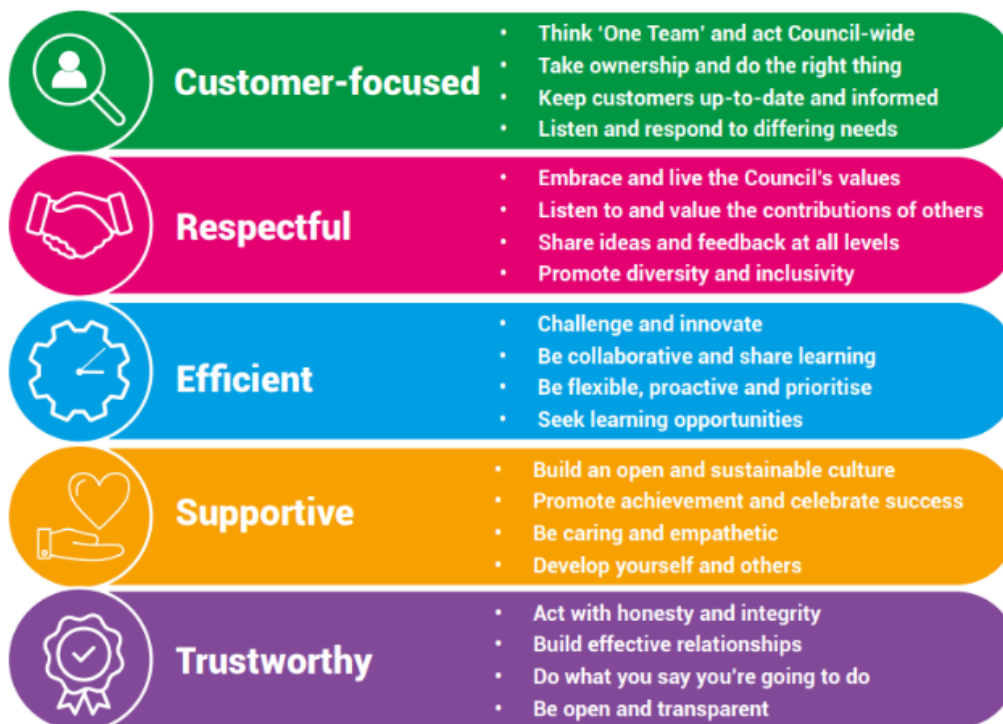 Customer-focused
• Think ‘One Team’ and act Council-wide
• Take ownership and do the right thing
• Keep customers up-to-date and informed
• Listen and respond to differing needs
Respectful
• Embrace and live the Council’s values
• Listen to and value the contributions of others
• Share ideas and feedback at all levels
• Promote diversity and inclusivity
Efficient
• Challenge and innovate
• Be collaborative and share learning
• Be flexible, proactive and prioritise
• Seek learning opportunities
Supportive
• Build an open and sustainable culture
• Promote achievement and celebrate success
• Be caring and empathetic
• Develop yourself and others
Trustworthy
• Act with honesty and integrity
• Build effective relationships
• Do what you say you’re going to do
• Be open and transparent